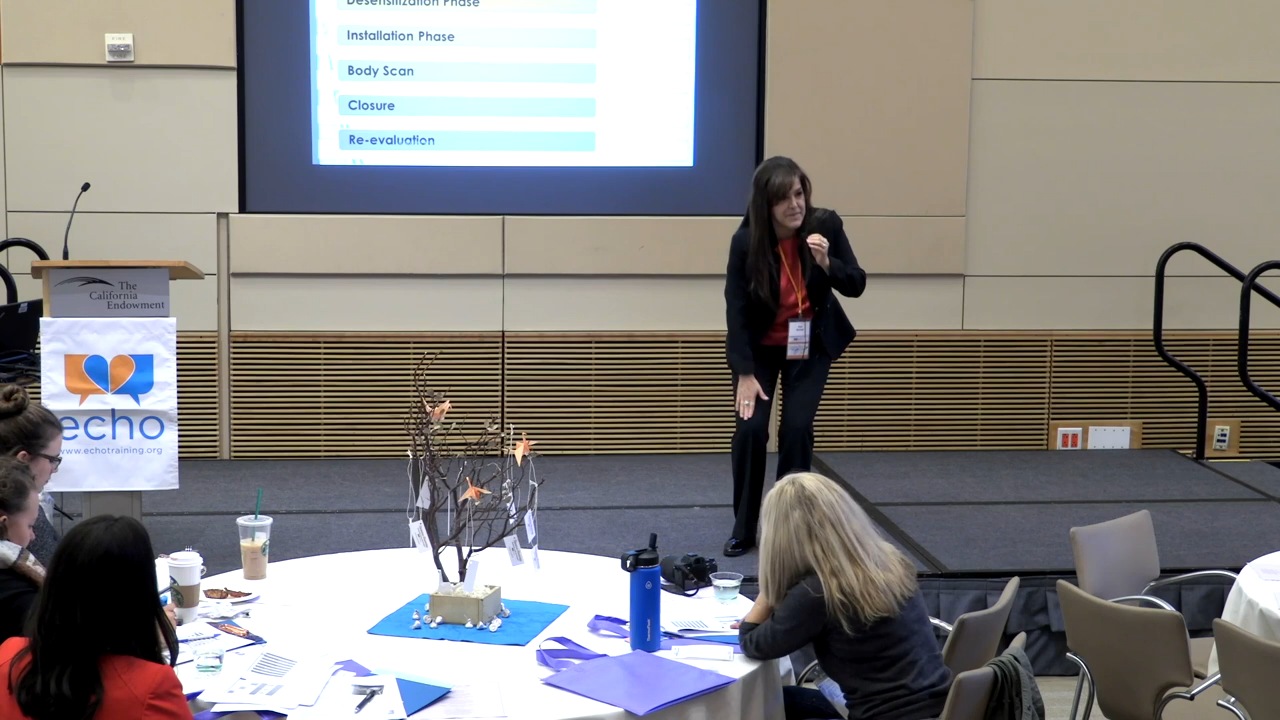 Desensitization Phase
Installation Phase
Body Scan
Closure
Re-evaluation
The
California
Endowment
echo
www.echotraining.org